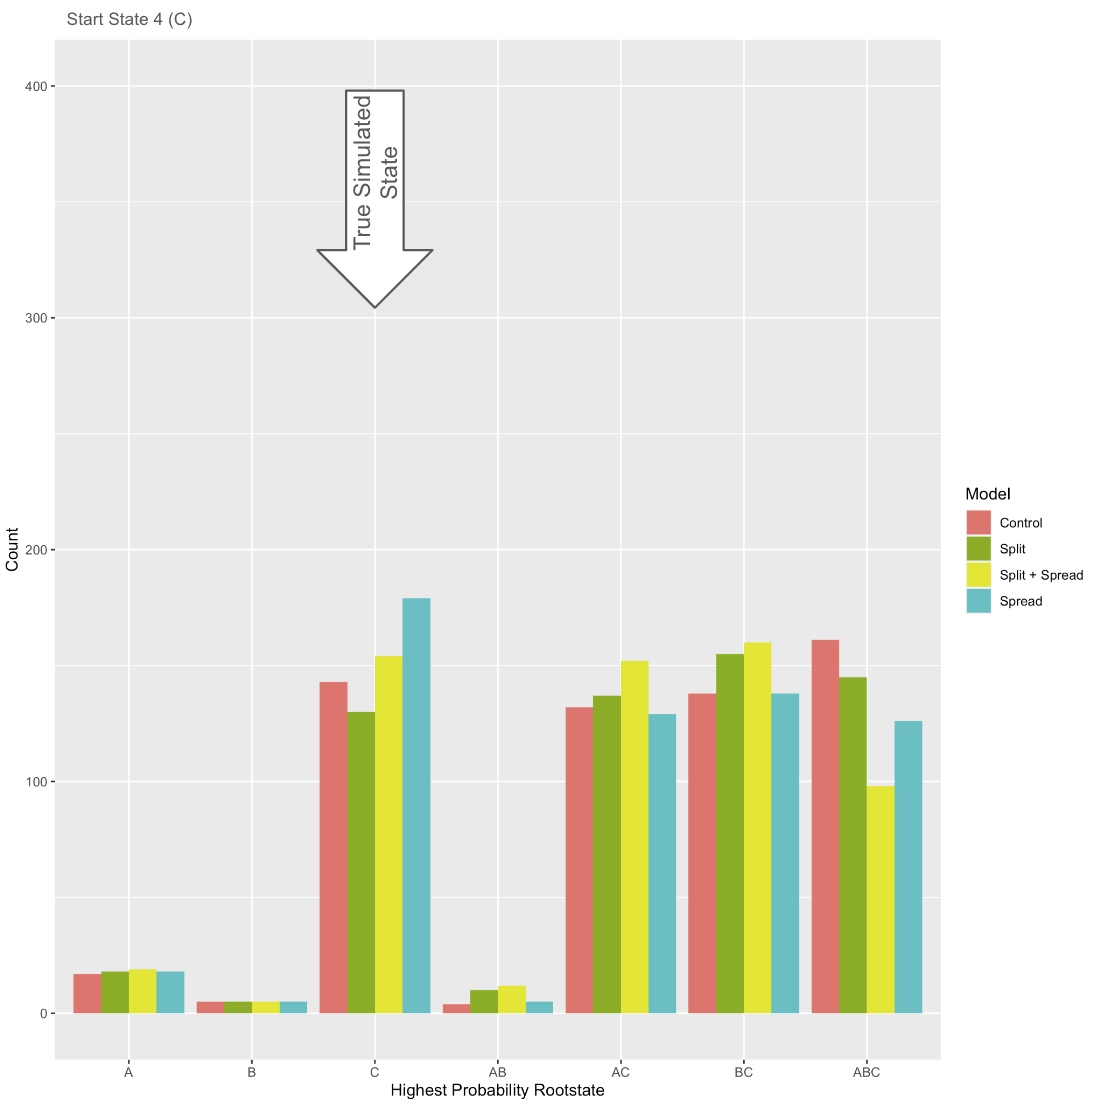 Start State 4 (C)
400
300
200
100
0
Count
True Simulated
State
A
B
C
AB
AC
BC
ABC
Highest Probability Rootstate
Model
Control
Split
Split + Spread
Spread